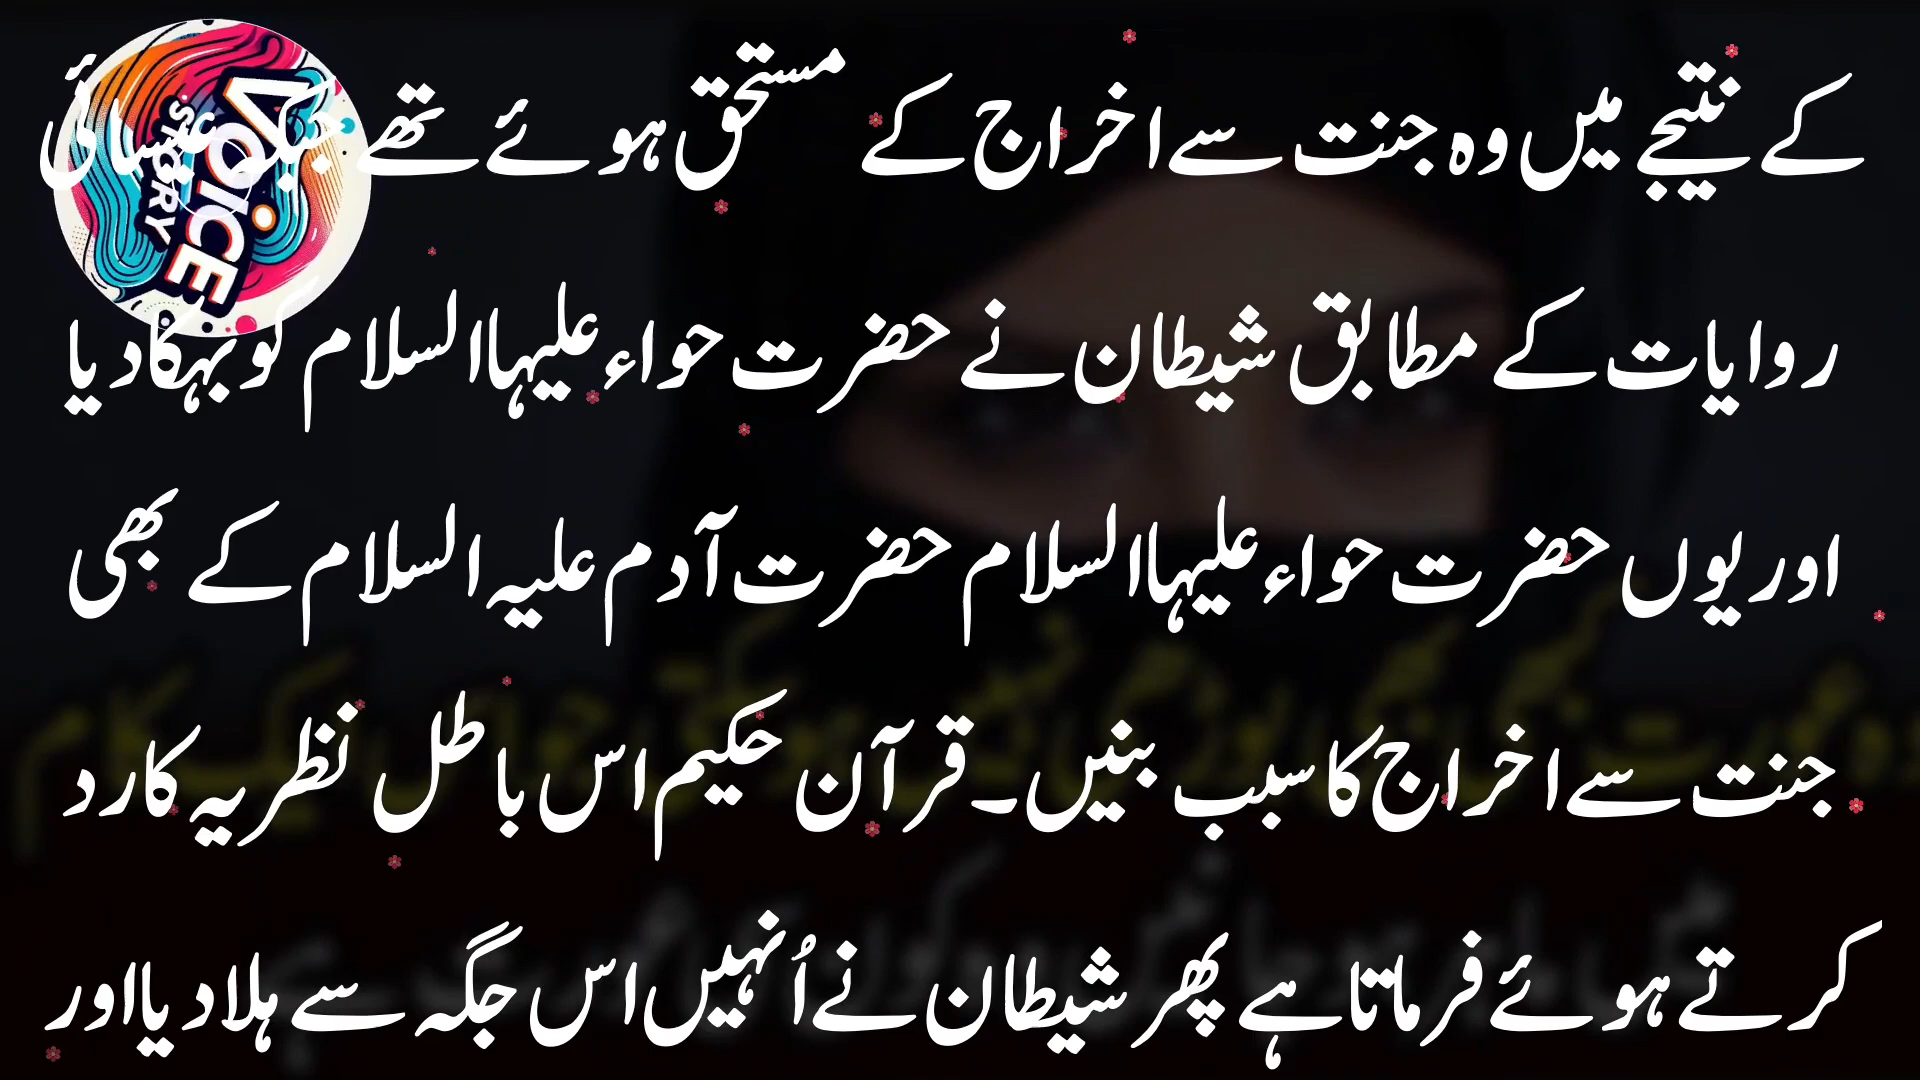 کے نتیجے میں وہ جنت سے اخراج کے مستحق ہوئے تھے جبکہ عیسائی
روایات کے مطابق شیطان نے حضرت حواء علیہا السلام کو بہکا دیا
اور یوں حضرت حواء علیہا السلام حضرت آدم علیہ السلام کے بھی
جنت سے اخراج کا سبب بنیں۔ قرآن حکیم اس باطل نظریہ کا رد
کرتے ہوئے فرماتا ہے پھر شیطان نے اُنہیں اس جگہ سے ہلا دیا اور
VOICE
STORY